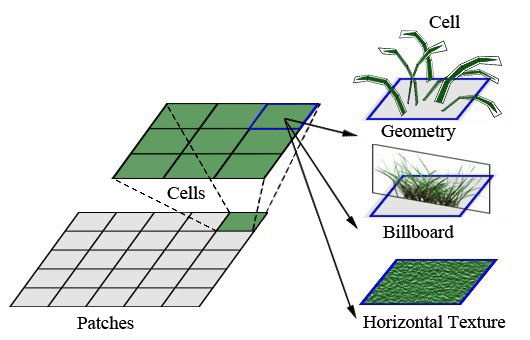 Cell
Geometry
Cells
Billboard
Patches
Horizontal Texture